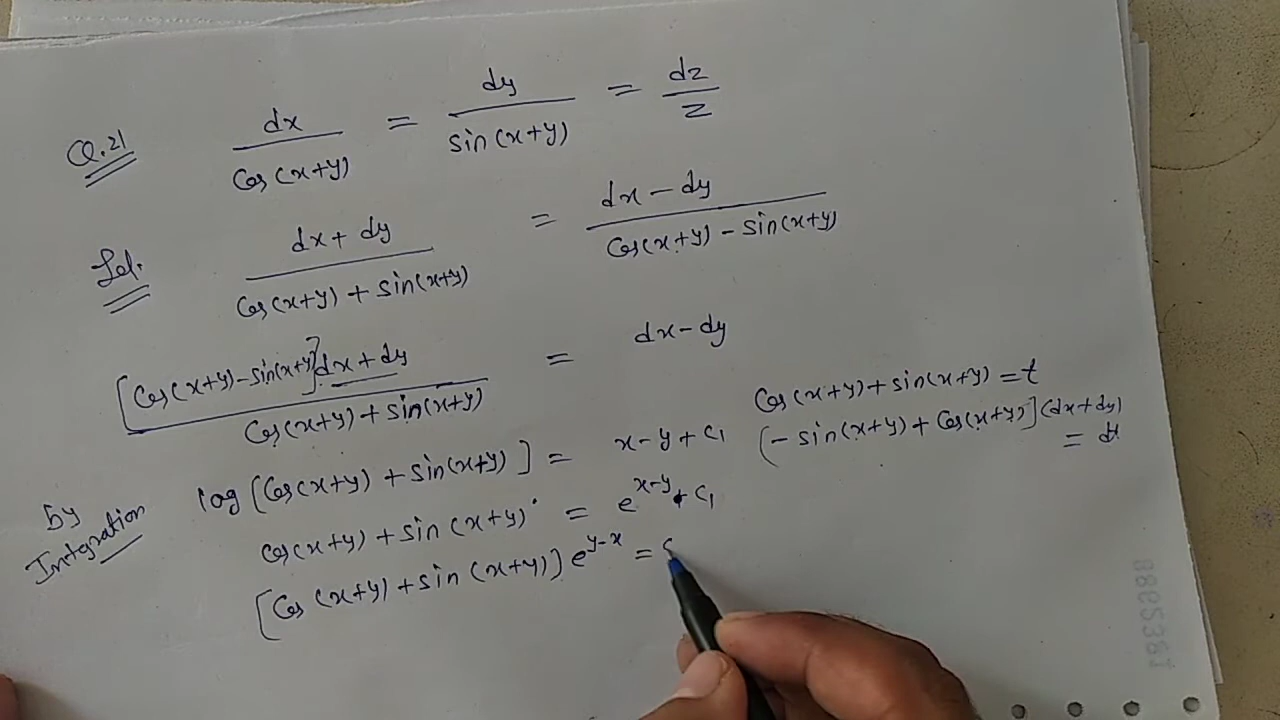 Q.21 dx/Cos(x+y) = dy/sin(x+y) = dz/z
Sol. dx+dy/Cos(x+y)+sin(x+y) = dx-dy/Cos(x+y)-sin(x+y)
[Cos(x+y)-sin(x+y)]dx+dy/Cos(x+y)+sin(x+y) = dx-dy
Cos(x+y)+sin(x+y)=t
(-sin(x+y)+Cos(x+y)](dx+dy)
= dt
by Integration log[Cos(x+y)+sin(x+y)] = x-y+C₁
Cos(x+y)+sin(x+y) = e^x-y + C₁
[Cos(x+y)+sin(x+y)]e^y-x = c
8895381